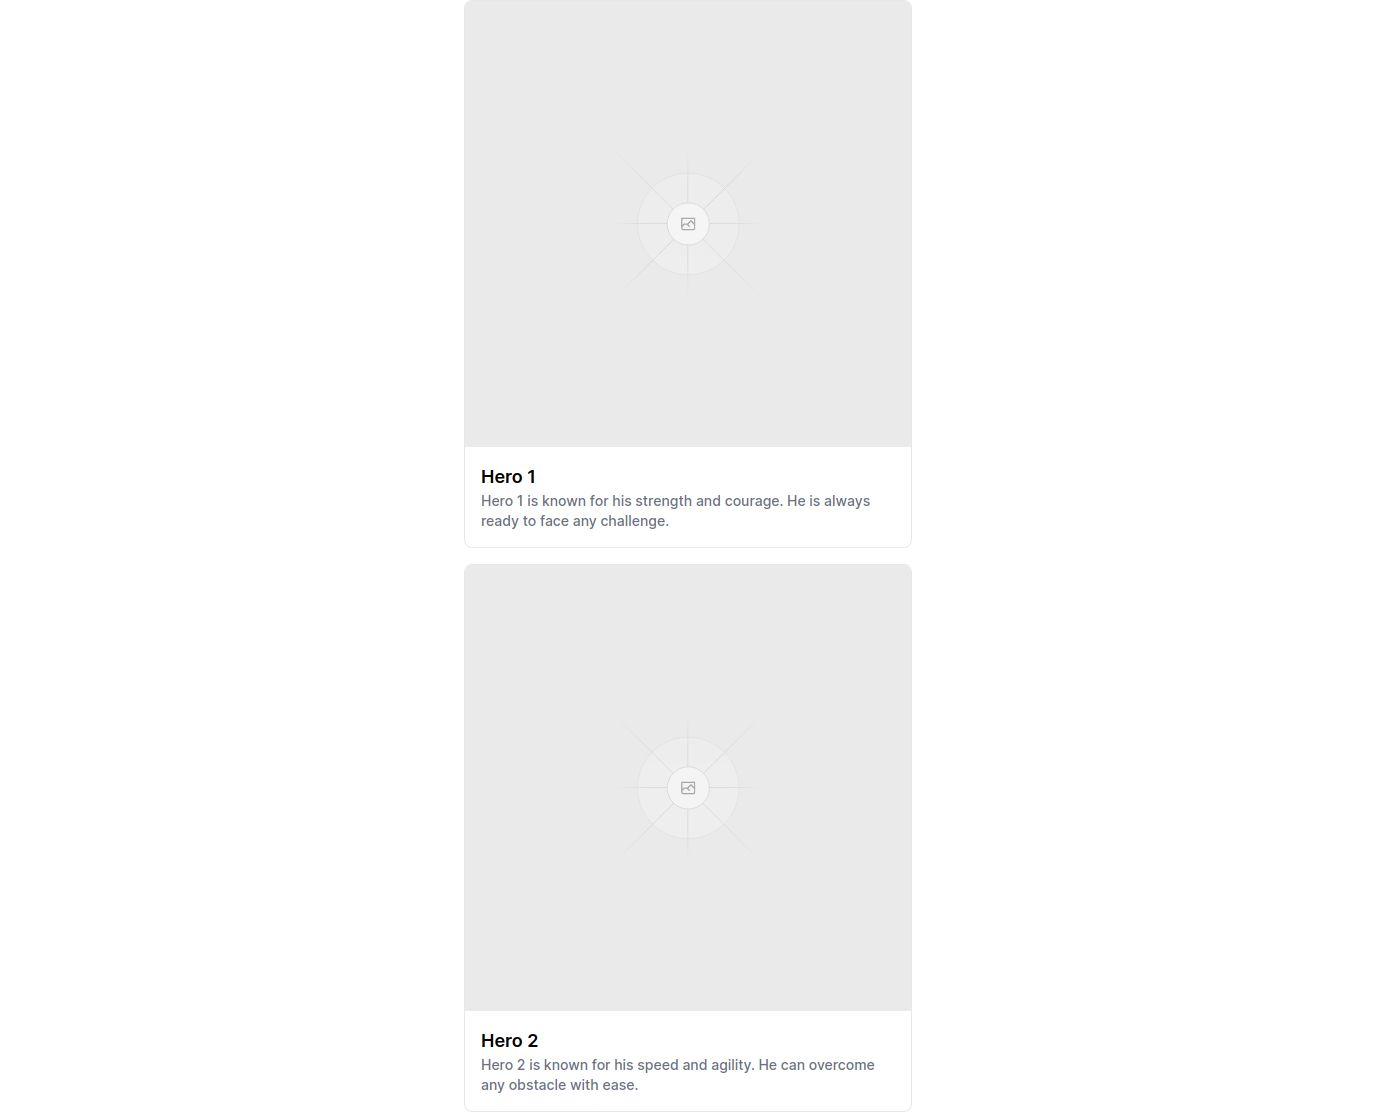 Hero 1
Hero 1 is known for his strength and courage. He is always
ready to face any challenge.
Hero 2
Hero 2 is known for his speed and agility. He can overcome
any obstacle with ease.